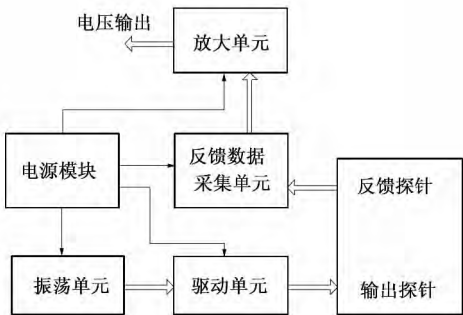 电压输出
放大单元
电源模块
反馈数据
采集单元
反馈探针
振荡单元
驱动单元
输出探针